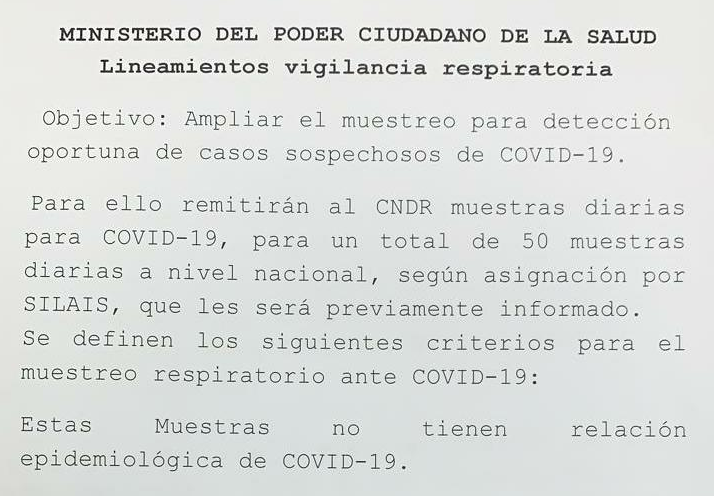 MINISTERIO DEL PODER CIUDADANO DE LA SALUD
Lineamientos vigilancia respiratoria
Objetivo: Ampliar el muestreo para detección
oportuna de casos sospechosos de COVID-19.
Para ello remitirán al CNDR muestras diarias
para COVID-19, para un total de 50 muestras
diarias a nivel nacional, según asignación por
SILAIS, que les será previamente informado.
Se definen los siguientes criterios para el
muestreo respiratorio ante COVID-19:
Estas Muestras no tienen relación
epidemiológica de COVID-19.